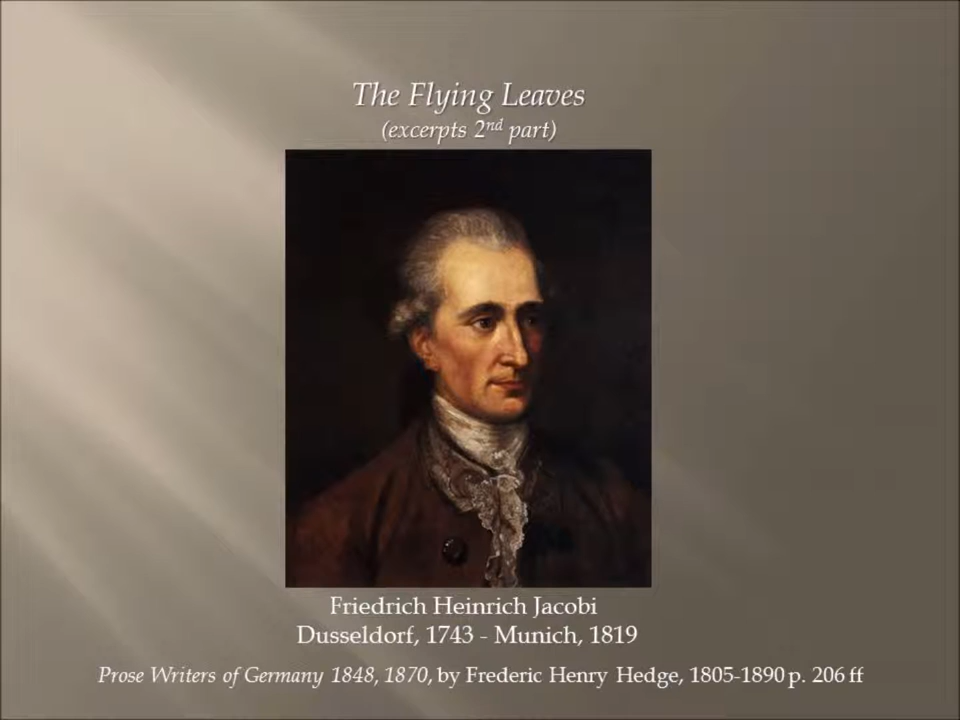 The Flying Leaves
(excerpts 2nd part)
Friedrich Heinrich Jacobi
Dusseldorf, 1743 - Munich, 1819
Prose Writers of Germany 1848, 1870, by Frederic Henry Hedge, 1805-1890 p. 206 ff